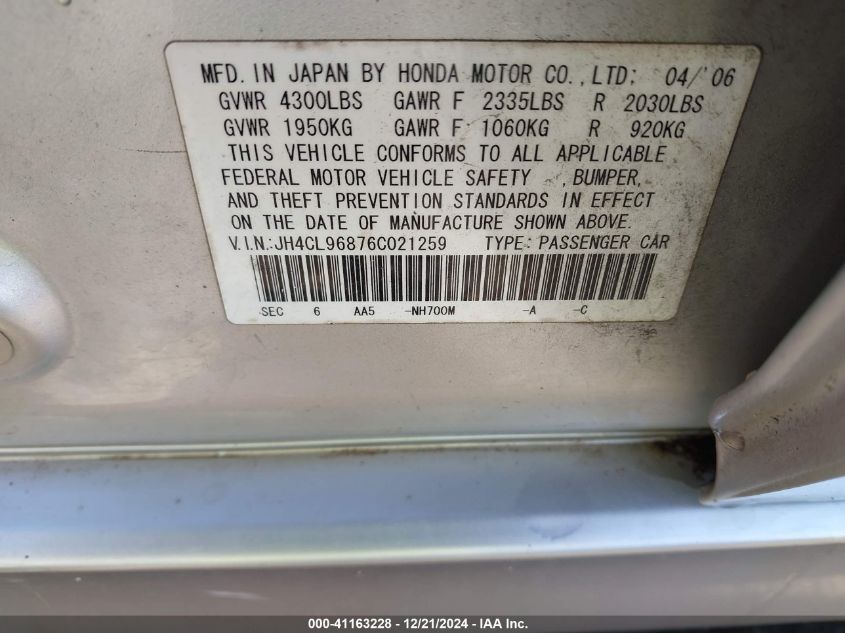 MFD. IN JAPAN BY HONDA MOTOR CO., LTD: 04/'06
GVWR 4300LBS GAWR F 2335LBS R 2030LBS
GVWR 1950KG GAWR F 1060KG R 920KG
THIS VEHICLE CONFORMS TO ALL APPLICABLE
FEDERAL MOTOR VEHICLE SAFETY ,BUMPER,
AND THEFT PREVENTION STANDARDS IN EFFECT
ON THE DATE OF MANUFACTURE SHOWN ABOVE.
V.I.N.:JH4CL96876C021259 TYPE: PASSENGER CAR
SEC 6 AA5 -NH700M -A -C
000-41163228 - 12/21/2024 - IAA Inc.